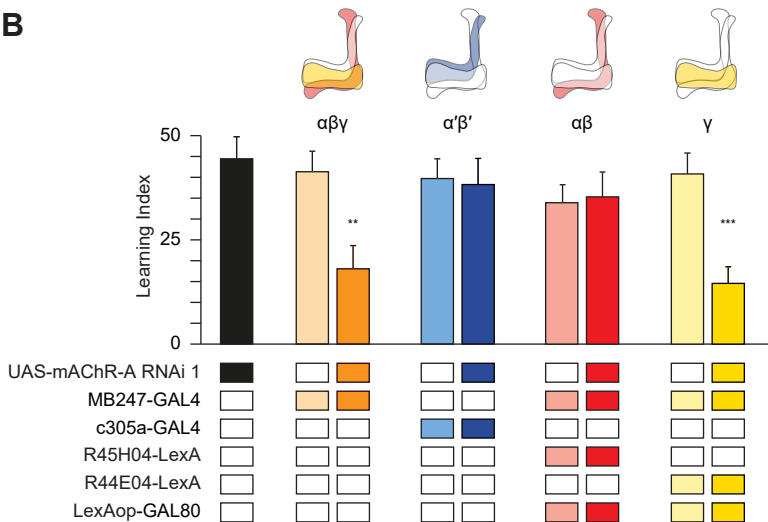 B
αβγ
α′β′
αβ
γ
50
25
0
Learning Index
**
***
UAS-mAChR-A RNAi 1
MB247-GAL4
c305a-GAL4
R45H04-LexA
R44E04-LexA
LexAop-GAL80